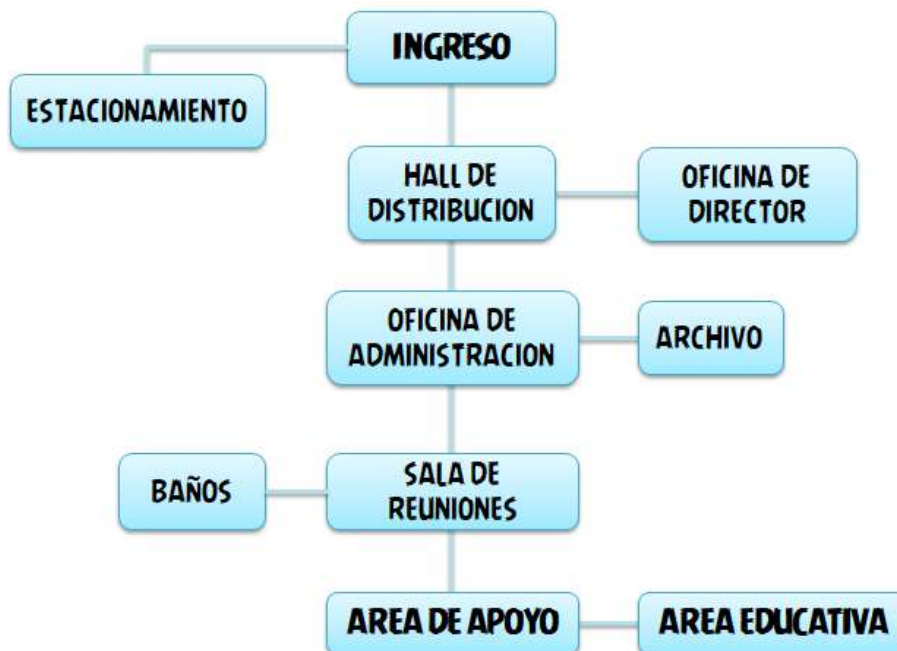 INGRESO
ESTACIONAMIENTO
HALL DE
DISTRIBUCION
OFICINA DE
DIRECTOR
OFICINA DE
ADMINISTRACION
ARCHIVO
BAÑOS
SALA DE
REUNIONES
AREA DE APOYO
AREA EDUCATIVA